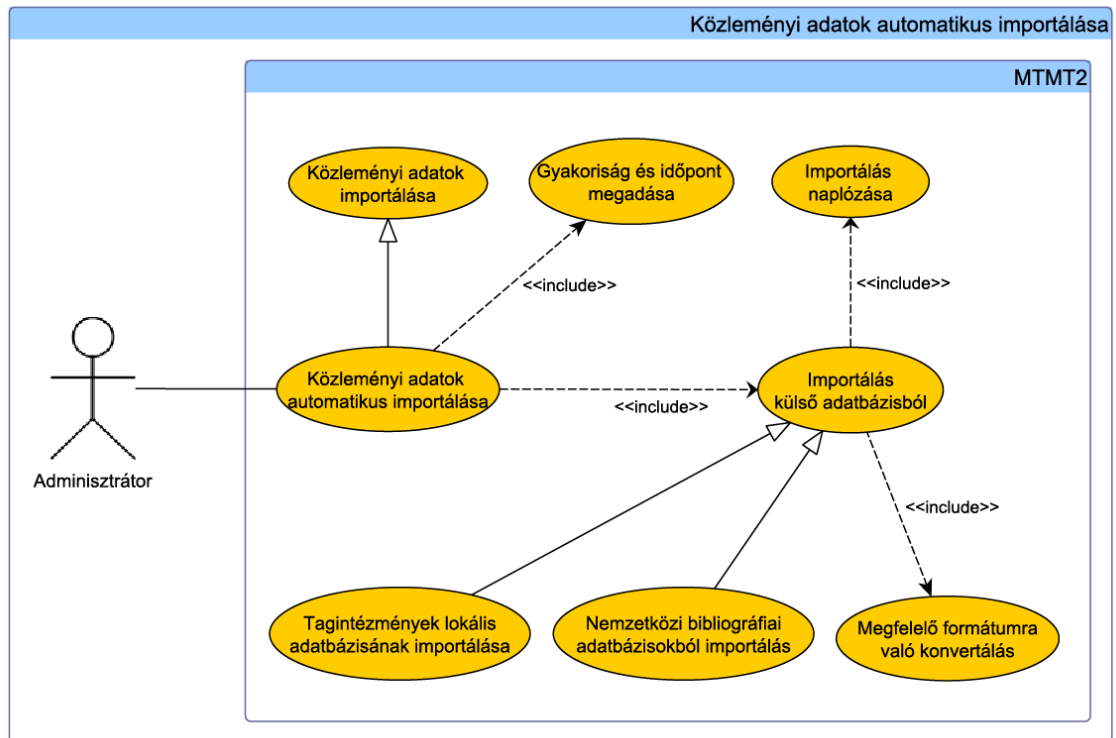 Közleményi adatok automatikus importálása
MTMT2
Közleményi adatok
importálása
Gyakoriság és időpont
megadása
Importálás
naplózása
<<include>>
<<include>>
Közleményi adatok
automatikus importálása
<<include>>
Importálás
külső adatbázisból
Adminisztrátor
<<include>>
Tagintézmények lokális
adatbázisának importálása
Nemzetközi bibliográfiai
adatbázisokból importálás
Megfelelő formátumra
való konvertálás